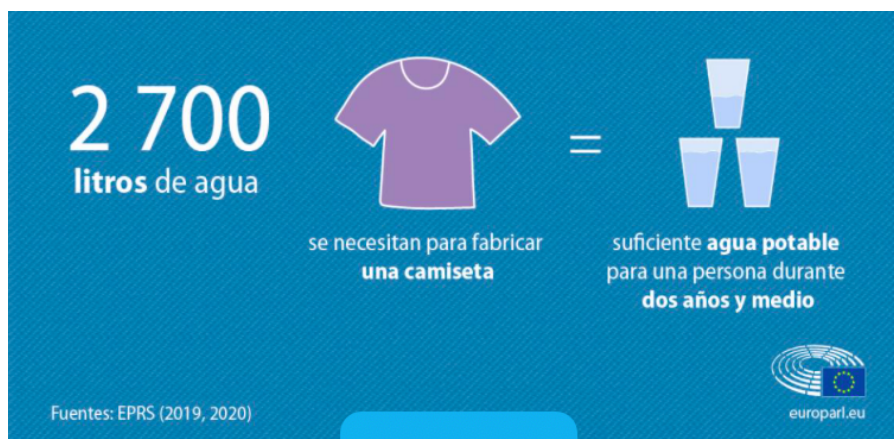 2 700
litros de agua
se necesitan para fabricar
una camiseta
=
suficiente agua potable
para una persona durante
dos años y medio
Fuentes: EPRS (2019, 2020)
europarl.eu